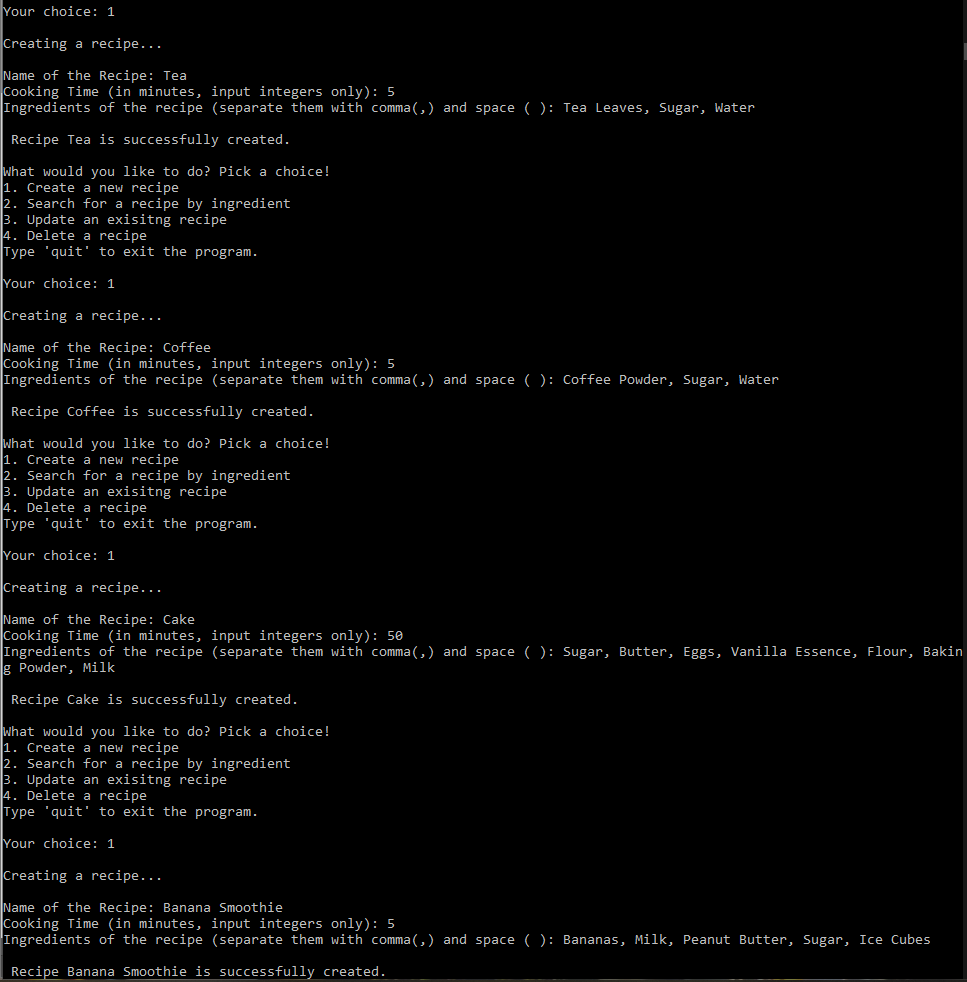 Your choice: 1
Creating a recipe...
Name of the Recipe: Tea
Cooking Time (in minutes, input integers only): 5
Ingredients of the recipe (separate them with comma(,) and space ( ): Tea Leaves, Sugar, Water
Recipe Tea is successfully created.
What would you like to do? Pick a choice!
1. Create a new recipe
2. Search for a recipe by ingredient
3. Update an exisitng recipe
4. Delete a recipe
Type 'quit' to exit the program.
Your choice: 1
Creating a recipe...
Name of the Recipe: Coffee
Cooking Time (in minutes, input integers only): 5
Ingredients of the recipe (separate them with comma(,) and space ( ): Coffee Powder, Sugar, Water
Recipe Coffee is successfully created.
What would you like to do? Pick a choice!
1. Create a new recipe
2. Search for a recipe by ingredient
3. Update an exisitng recipe
4. Delete a recipe
Type 'quit' to exit the program.
Your choice: 1
Creating a recipe...
Name of the Recipe: Cake
Cooking Time (in minutes, input integers only): 50
Ingredients of the recipe (separate them with comma(,) and space ( ): Sugar, Butter, Eggs, Vanilla Essence, Flour, Bakin
g Powder, Milk
Recipe Cake is successfully created.
What would you like to do? Pick a choice!
1. Create a new recipe
2. Search for a recipe by ingredient
3. Update an exisitng recipe
4. Delete a recipe
Type 'quit' to exit the program.
Your choice: 1
Creating a recipe...
Name of the Recipe: Banana Smoothie
Cooking Time (in minutes, input integers only): 5
Ingredients of the recipe (separate them with comma(,) and space ( ): Bananas, Milk, Peanut Butter, Sugar, Ice Cubes
Recipe Banana Smoothie is successfully created.